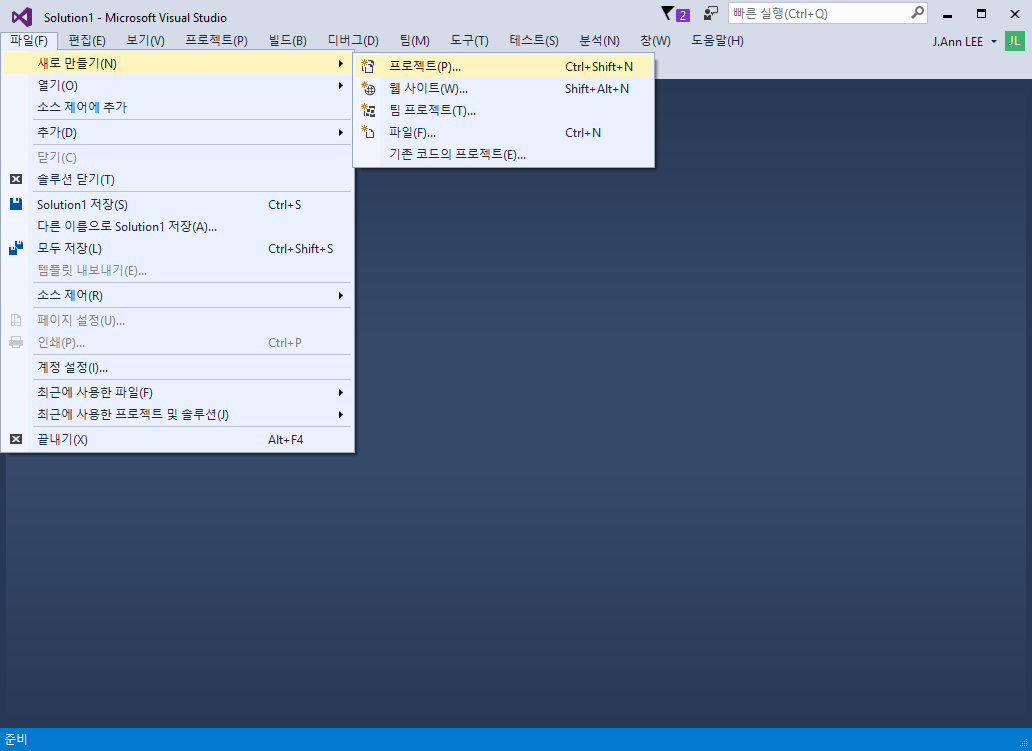 Solution1 - Microsoft Visual Studio
2
빠른 실행(Ctrl+Q)
파일(F) 편집(E) 보기(V) 프로젝트(P) 빌드(B) 디버그(D) 팀(M) 도구(T) 테스트(S) 분석(N) 창(W) 도움말(H)
J.Ann LEE JL
새로 만들기(N)
열기(O)
소스 제어에 추가
추가(D)
닫기(C)
솔루션 닫기(T)
Solution1 저장(S) Ctrl+S
다른 이름으로 Solution1 저장(A)...
모두 저장(L) Ctrl+Shift+S
템플릿 내보내기(E)...
소스 제어(R)
페이지 설정(U)...
인쇄(P)... Ctrl+P
계정 설정(I)...
최근에 사용한 파일(F)
최근에 사용한 프로젝트 및 솔루션(J)
끝내기(X) Alt+F4
프로젝트(P)... Ctrl+Shift+N
웹 사이트(W)... Shift+Alt+N
팀 프로젝트(T)...
파일(F)... Ctrl+N
기존 코드의 프로젝트(E)...
준비